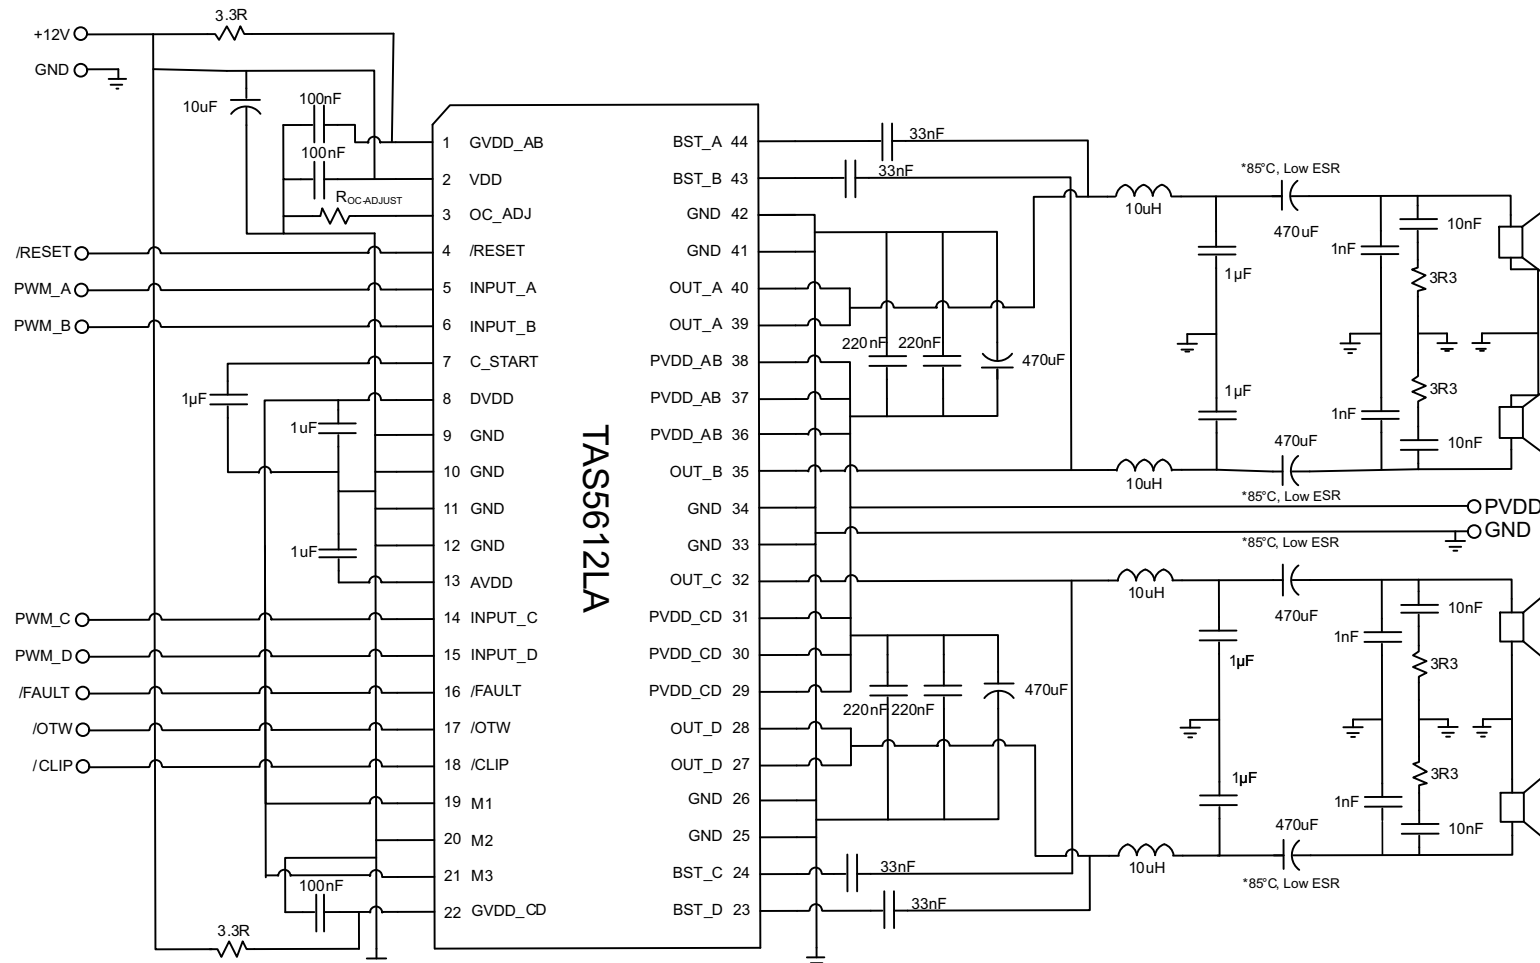 3.3R
+12V
GND
10uF
100nF
100nF
ROC-ADJUST
/RESET
PWM_A
PWM_B
1µF
1uF
1uF
PWM_C
PWM_D
/FAULT
/OTW
/CLIP
100nF
3.3R
1 GVDD_AB
2 VDD
3 OC_ADJ
4 /RESET
5 INPUT_A
6 INPUT_B
7 C_START
8 DVDD
9 GND
10 GND
11 GND
12 GND
13 AVDD
14 INPUT_C
15 INPUT_D
16 /FAULT
17 /OTW
18 /CLIP
19 M1
20 M2
21 M3
22 GVDD_CD
TAS5612LA
BST_A 44
BST_B 43
GND 42
GND 41
OUT_A 40
OUT_A 39
PVDD_AB 38
PVDD_AB 37
PVDD_AB 36
OUT_B 35
GND 34
GND 33
OUT_C 32
PVDD_CD 31
PVDD_CD 30
PVDD_CD 29
OUT_D 28
OUT_D 27
GND 26
GND 25
BST_C 24
BST_D 23
33nF
33nF
220nF 220nF
470uF
10uH
10uH
*85°C, Low ESR
470uF
1µF
1nF
10nF
3R3
1µF
1nF
3R3
10nF
470uF
*85°C, Low ESR
PVDD
GND
*85°C, Low ESR
10uH
470uF
10nF
1nF
1µF
3R3
220nF 220nF
470uF
1µF
3R3
1nF
10nF
470uF
10uH
*85°C, Low ESR
33nF
33nF